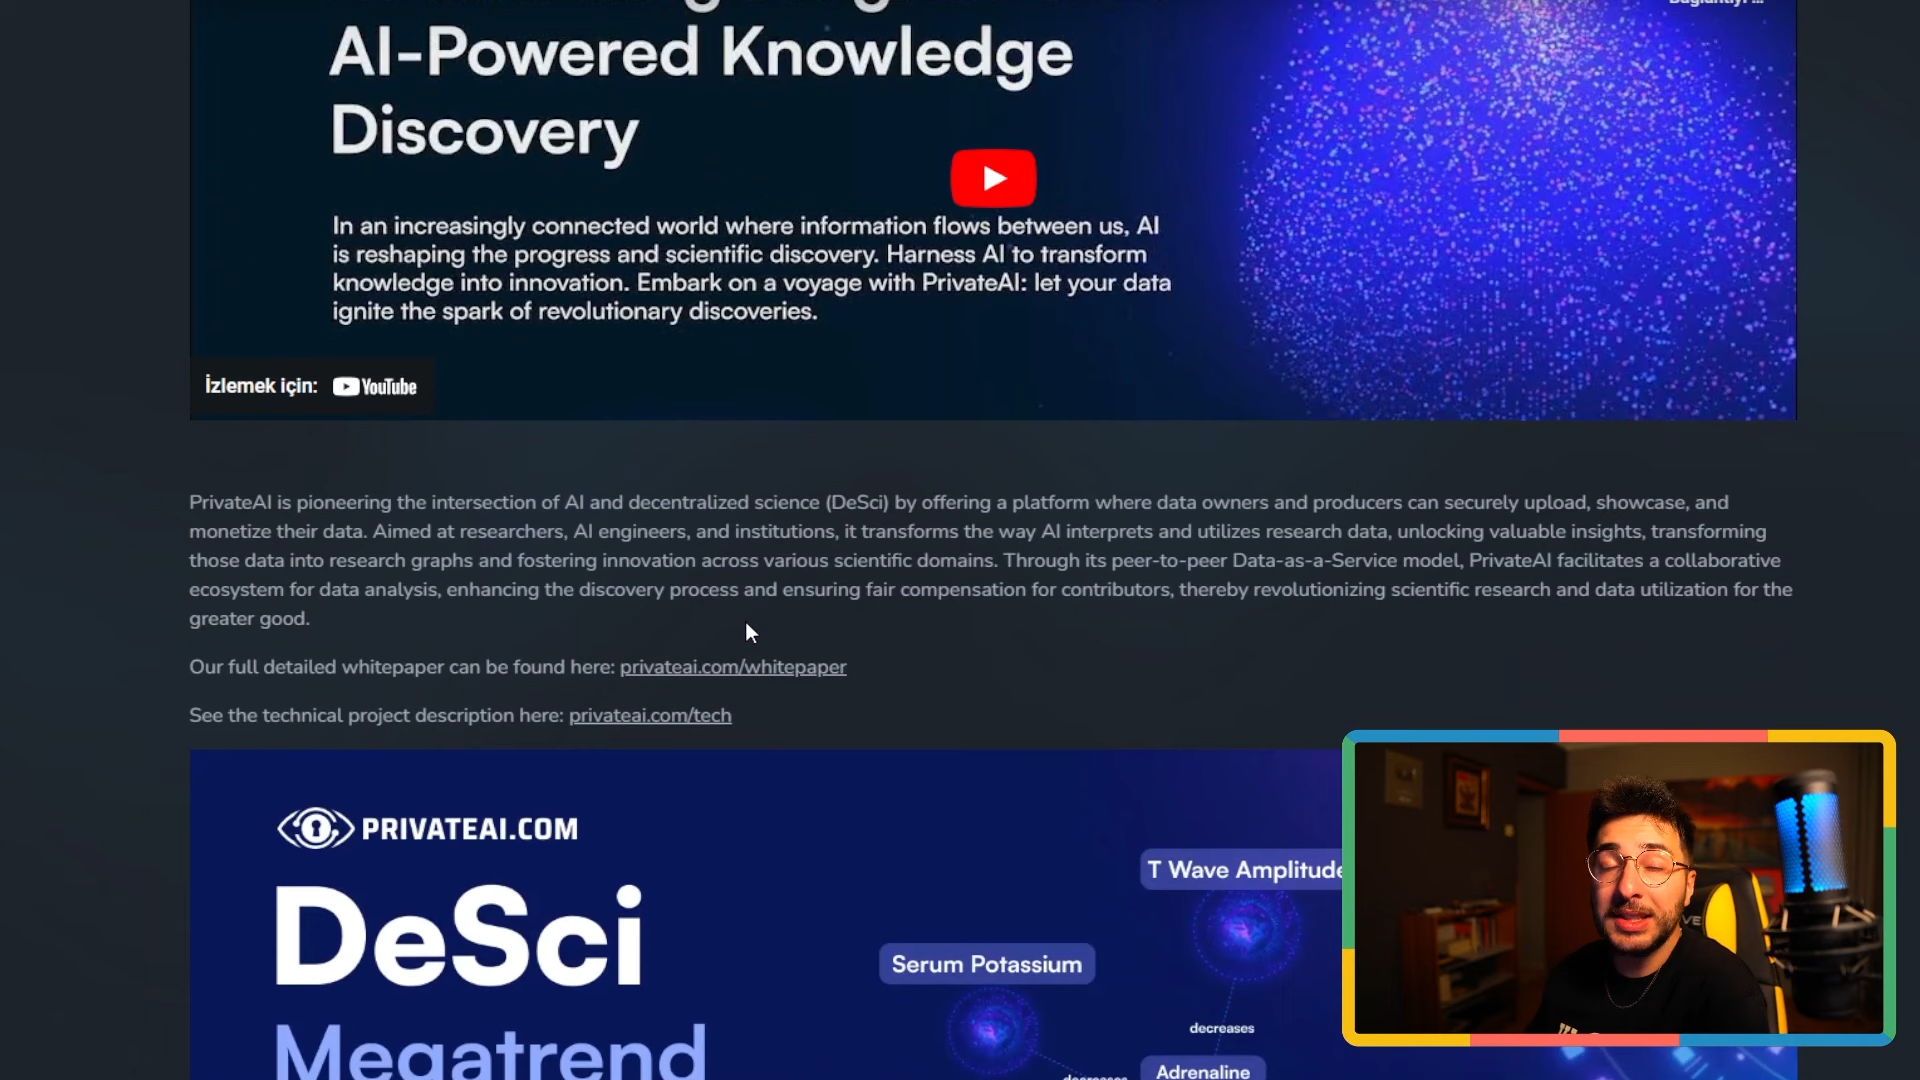 AI-Powered Knowledge
Discovery
In an increasingly connected world where information flows between us, AI
is reshaping the progress and scientific discovery. Harness AI to transform
knowledge into innovation. Embark on a voyage with PrivateAI: let your data
ignite the spark of revolutionary discoveries.
İzlemek için: YouTube
PrivateAI is pioneering the intersection of AI and decentralized science (DeSci) by offering a platform where data owners and producers can securely upload, showcase, and
monetize their data. Aimed at researchers, AI engineers, and institutions, it transforms the way AI interprets and utilizes research data, unlocking valuable insights, transforming
those data into research graphs and fostering innovation across various scientific domains. Through its peer-to-peer Data-as-a-Service model, PrivateAI facilitates a collaborative
ecosystem for data analysis, enhancing the discovery process and ensuring fair compensation for contributors, thereby revolutionizing scientific research and data utilization for the
greater good.
Our full detailed whitepaper can be found here: privateai.com/whitepaper
See the technical project description here: privateai.com/tech
PRIVATEAI.COM
DeSci
Megatrend
T Wave Amplitude
Serum Potassium
decreases
Adrenaline
decreases